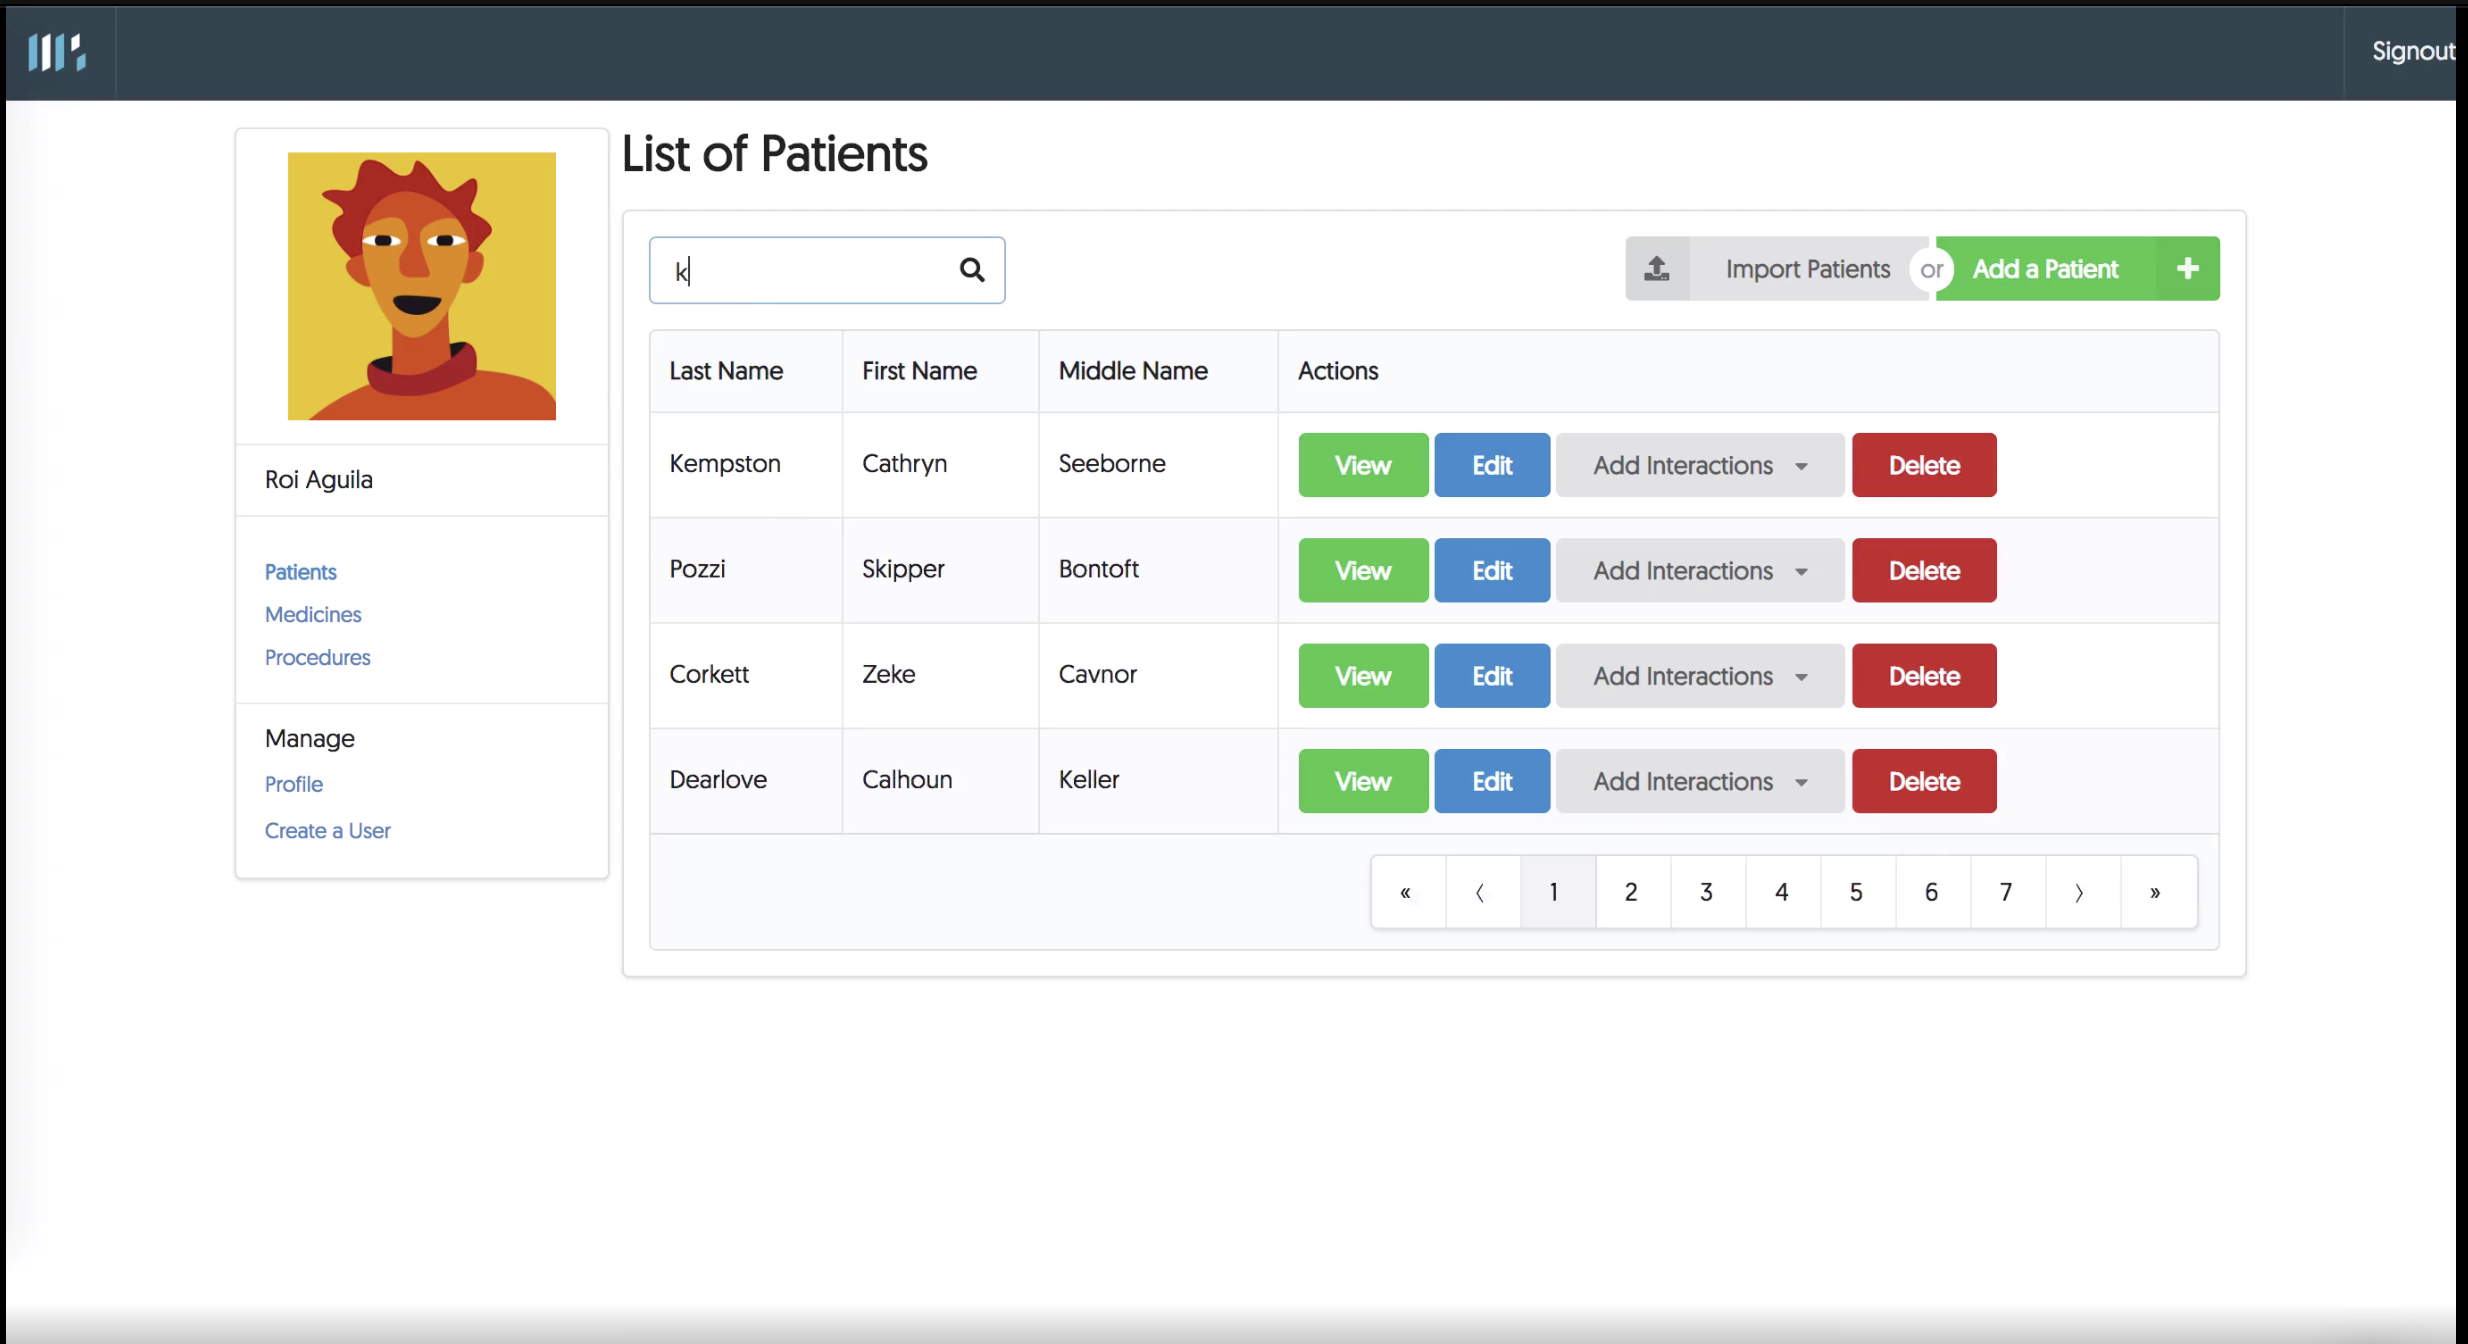 Signout
List of Patients
k
Import Patients or Add a Patient +
Last Name First Name Middle Name Actions
Kempston Cathryn Seeborne View Edit Add Interactions Delete
Pozzi Skipper Bontoft View Edit Add Interactions Delete
Corkett Zeke Cavnor View Edit Add Interactions Delete
Dearlove Calhoun Keller View Edit Add Interactions Delete
« ⟨ 1 2 3 4 5 6 7 ⟩ »
Roi Aguila
Patients
Medicines
Procedures
Manage
Profile
Create a User